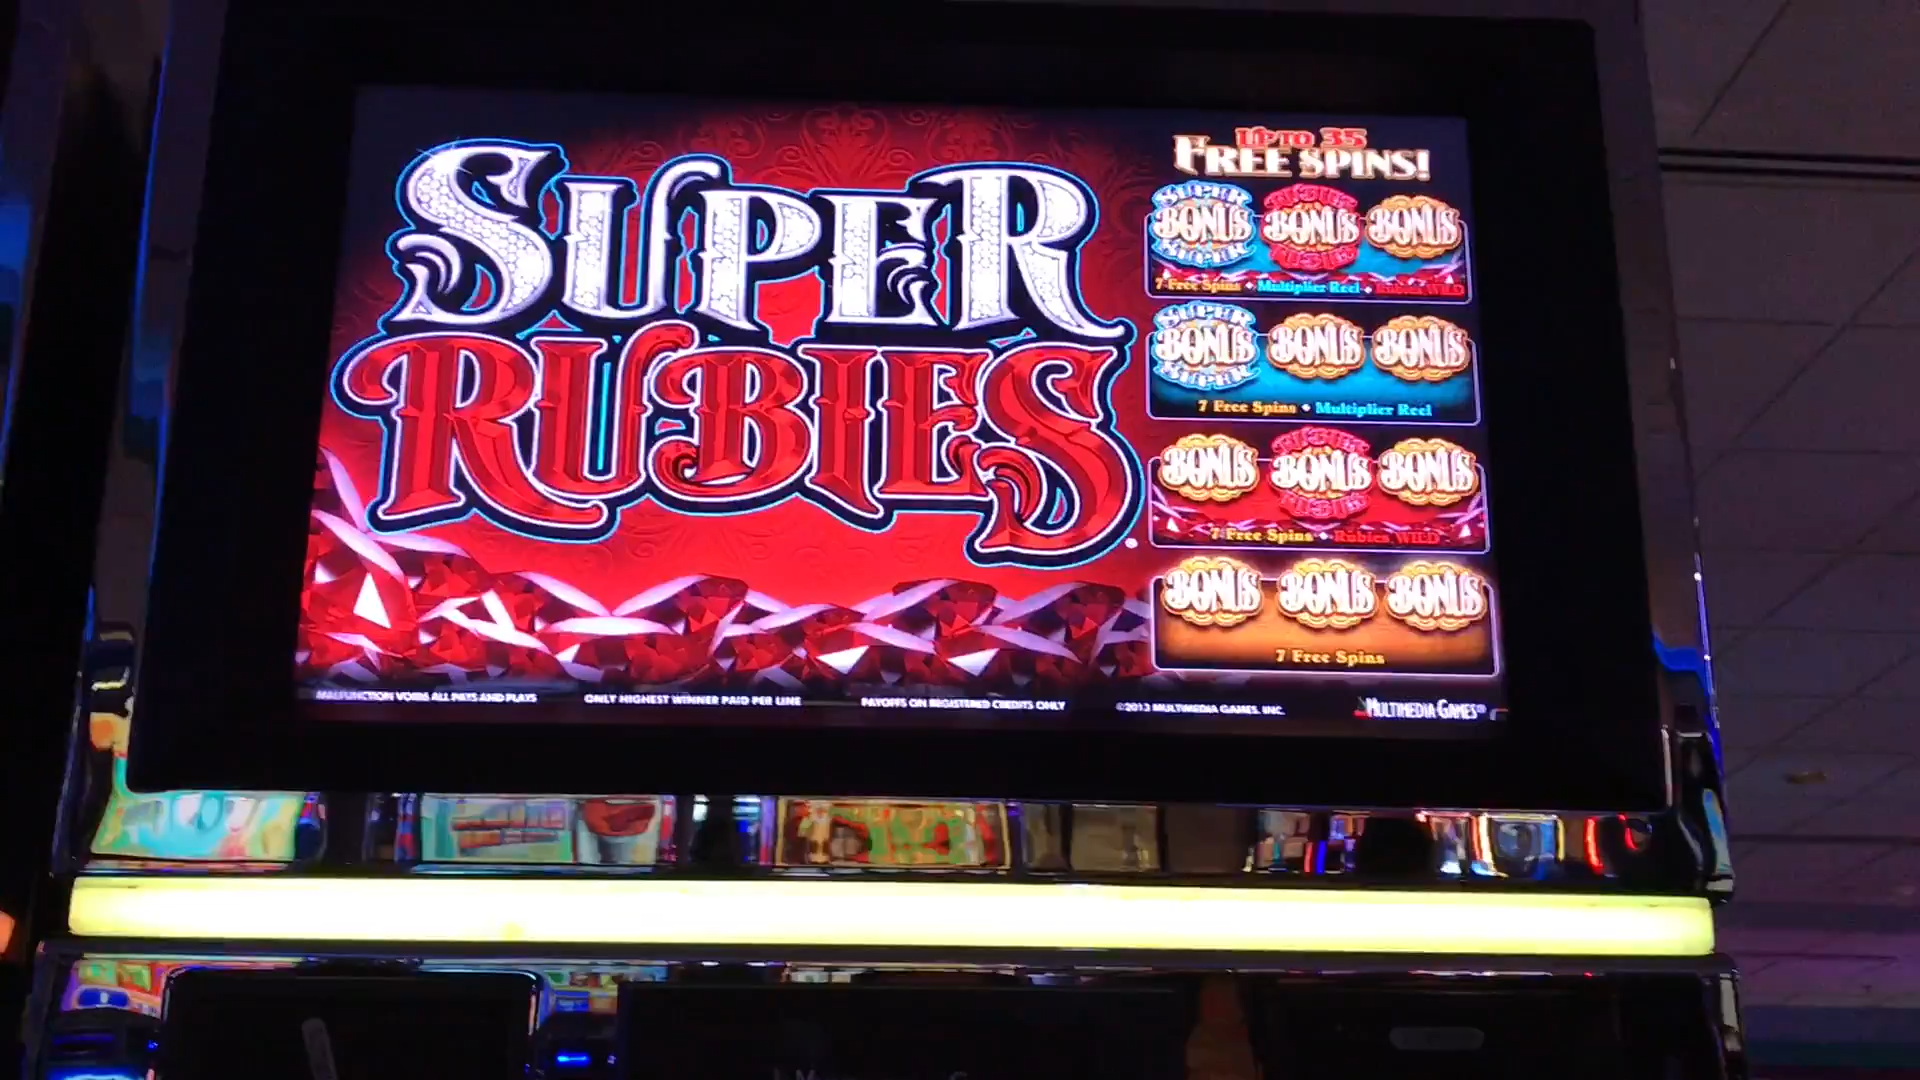 SUPER
RUBIES
UP TO 35
FREE SPINS!
SUPER BONUS SUPER
RUBIES BONUS RUBIES
BONUS
7 Free Spins • Multiplier Reel • Rubies WILD
SUPER BONUS SUPER
BONUS
BONUS
7 Free Spins • Multiplier Reel
BONUS
RUBIES BONUS RUBIES
BONUS
7 Free Spins • Rubies WILD
BONUS
BONUS
BONUS
7 Free Spins
MALFUNCTION VOIDS ALL PAYS AND PLAYS
ONLY HIGHEST WINNER PAID PER LINE
PAYOFFS ON REGISTERED CREDITS ONLY
©2013 MULTIMEDIA GAMES, INC.
MULTIMEDIA GAMES®